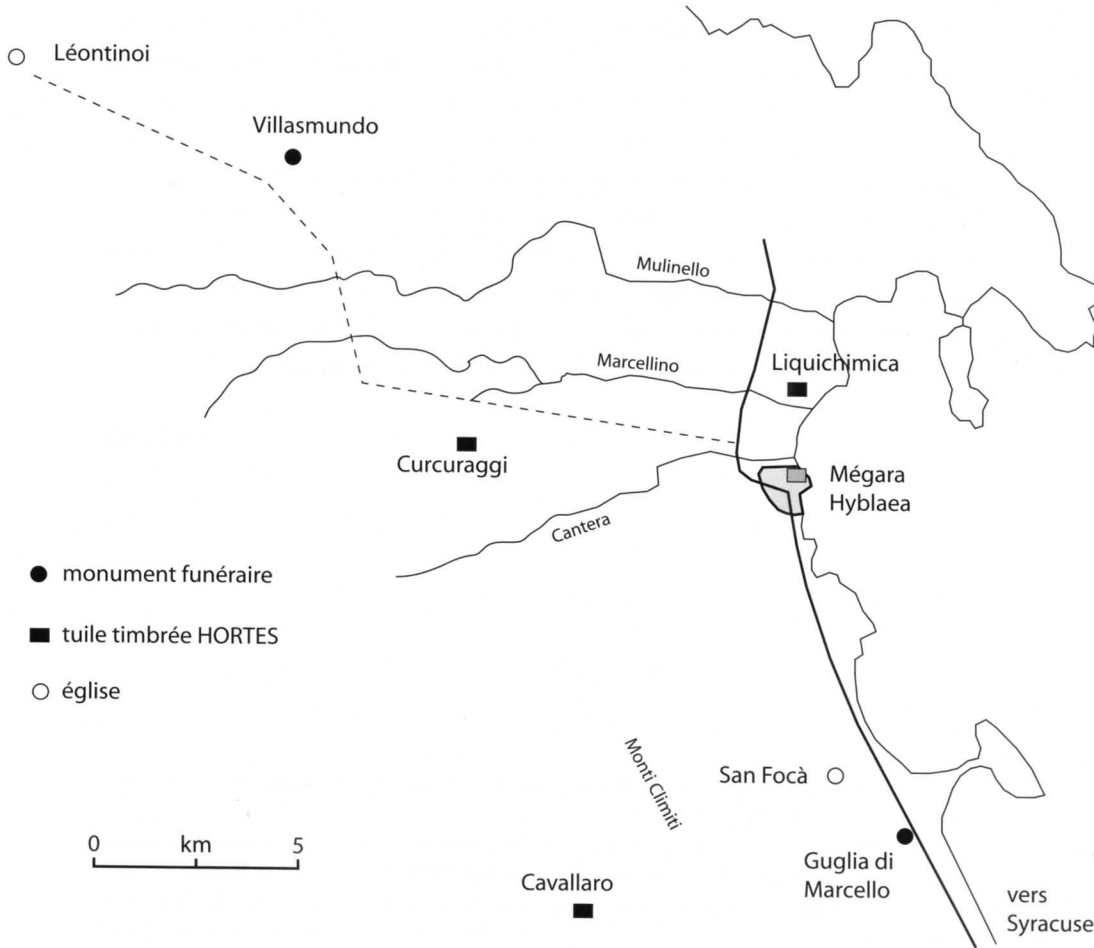 Léontinoi
Villasmundo
Mulinello
Marcellino
Liquichimica
Curcuraggi
Mégara
Hyblaea
Cantera
monument funéraire
tuile timbrée HORTES
église
Monti Climiti
San Focà
0 km 5
Guglia di
Marcello
Cavallaro
vers
Syracuse